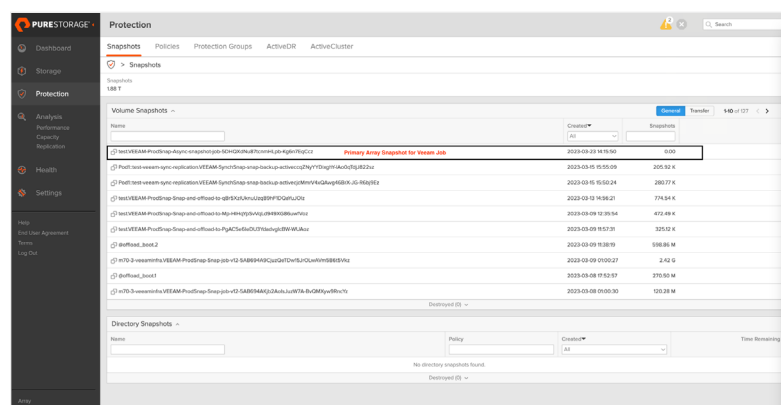 PURESTORAGE
Protection
2
Search
Dashboard
Storage
Protection
Analysis
Performance
Capacity
Replication
Health
Settings
Help
End User Agreement
Terms
Log Out
Array
Snapshots Policies Protection Groups ActiveDR ActiveCluster
> Snapshots
Snapshots
1.88 T
Volume Snapshots
General Transfer 1-10 of 127
Name Created Snapshots
All
Primary Array Snapshot for Veeam Job 2023-03-23 14:15:50 0.00
2023-03-15 15:55:09 205.92 K
2023-03-15 15:50:24 280.77 K
2023-03-13 14:56:21 774.54 K
2023-03-09 12:35:54 472.49 K
2023-03-09 11:57:31 325.12 K
@offload_boot.2 2023-03-09 11:38:19 598.86 M
2023-03-09 01:00:27 2.42 G
@offload_boot.1 2023-03-08 17:52:57 270.50 M
2023-03-08 01:00:30 120.28 M
Destroyed (0)
Directory Snapshots
Name Policy Created Time Remaining
All
No directory snapshots found.
Destroyed (0)